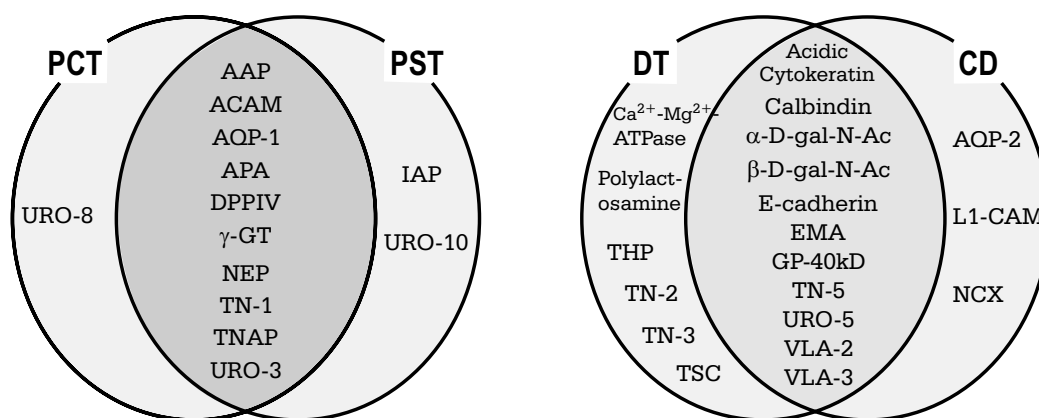 PCT
PST
AAP
ACAM
AQP-1
APA
DPPIV
γ-GT
NEP
TN-1
TNAP
URO-3
URO-8
IAP
URO-10
DT
CD
Acidic
Cytokeratin
Calbindin
α-D-gal-N-Ac
β-D-gal-N-Ac
E-cadherin
EMA
GP-40kD
TN-5
URO-5
VLA-2
VLA-3
Ca²⁺-Mg²⁺-
ATPase
Polylact-
osamine
THP
TN-2
TN-3
TSC
AQP-2
L1-CAM
NCX